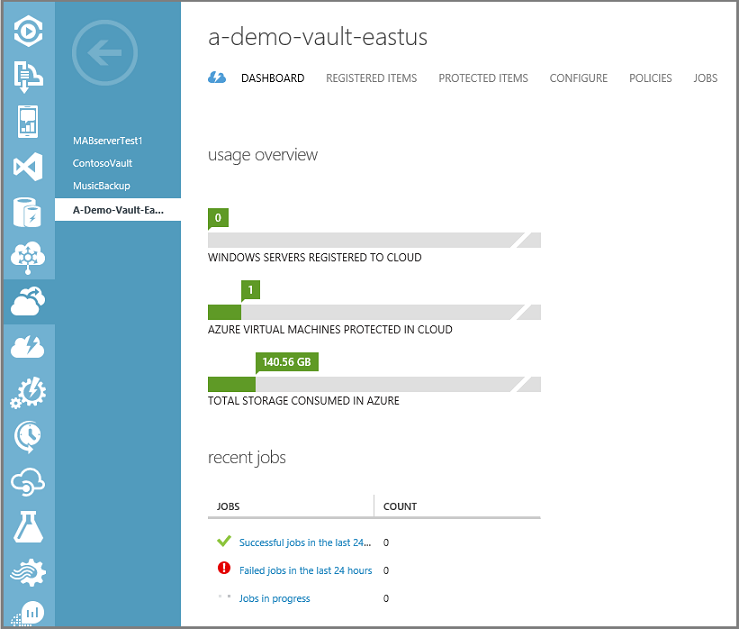 a-demo-vault-eastus
DASHBOARD REGISTERED ITEMS PROTECTED ITEMS CONFIGURE POLICIES JOBS
MABserverTest1
ContosoVault
MusicBackup
A-Demo-Vault-Ea...
usage overview
0
WINDOWS SERVERS REGISTERED TO CLOUD
1
AZURE VIRTUAL MACHINES PROTECTED IN CLOUD
140.56 GB
TOTAL STORAGE CONSUMED IN AZURE
recent jobs
JOBS COUNT
Successful jobs in the last 24... 0
Failed jobs in the last 24 hours 0
Jobs in progress 0